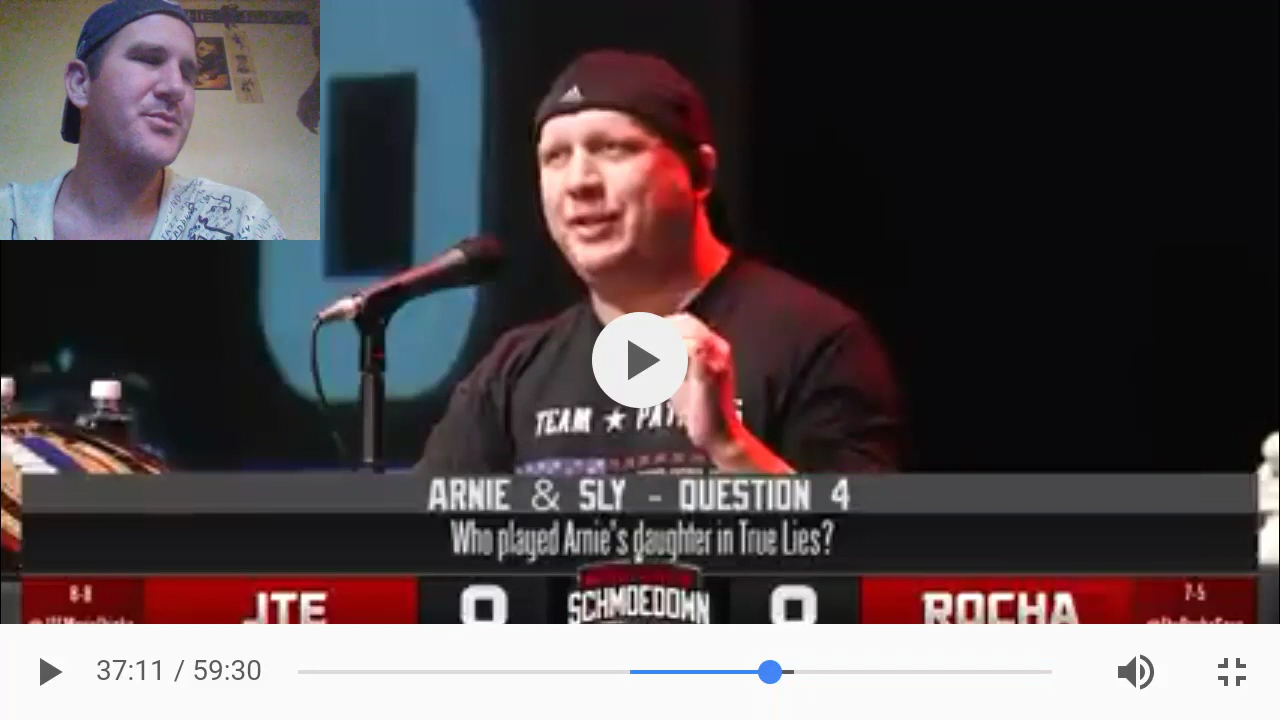 TEAM ★
ARNIE & SLY - QUESTION 4
Who played Arnie's daughter in True Lies?
8-8
JTE
0
SCHMOEDOWN
0
ROCHA
7-5
37:11 / 59:30